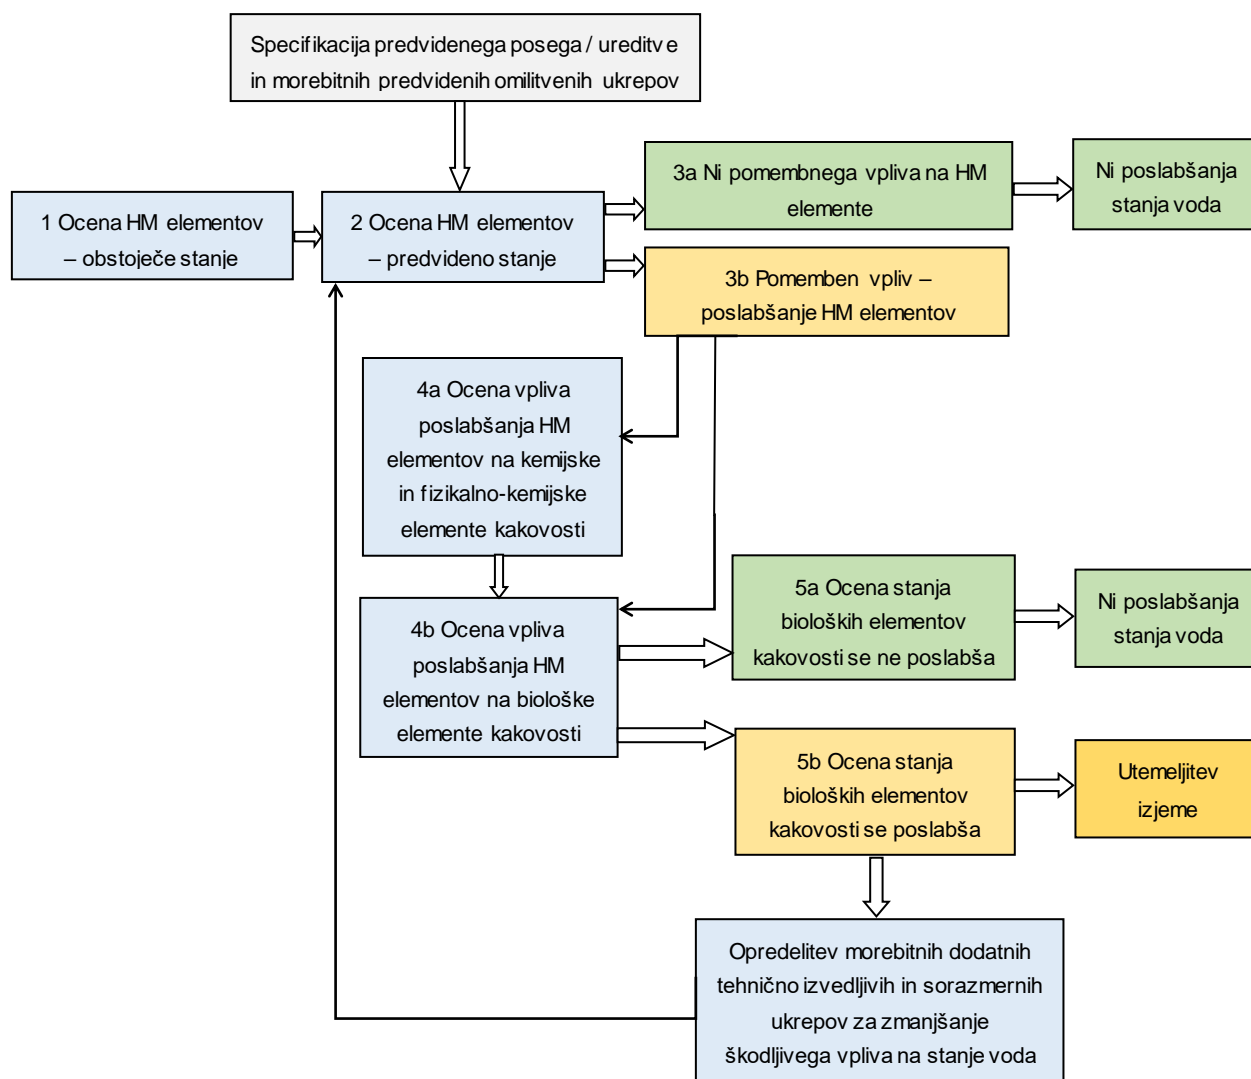 Specifikacija predvidenega posega / ureditve
in morebitnih predvidenih omilitvenih ukrepov
1 Ocena HM elementov
– obstoječe stanje
2 Ocena HM elementov
– predvideno stanje
3a Ni pomembnega vpliva na HM
elemente
Ni poslabšanja
stanja voda
3b Pomemben vpliv –
poslabšanje HM elementov
4a Ocena vpliva
poslabšanja HM
elementov na kemijske
in fizikalno-kemijske
elemente kakovosti
4b Ocena vpliva
poslabšanja HM
elementov na biološke
elemente kakovosti
5a Ocena stanja
bioloških elementov
kakovosti se ne poslabša
Ni poslabšanja
stanja voda
5b Ocena stanja
bioloških elementov
kakovosti se poslabša
Utemeljitev
izjeme
Opredelitev morebitnih dodatnih
tehnično izvedljivih in sorazmernih
ukrepov za zmanjšanje
škodljivega vpliva na stanje voda